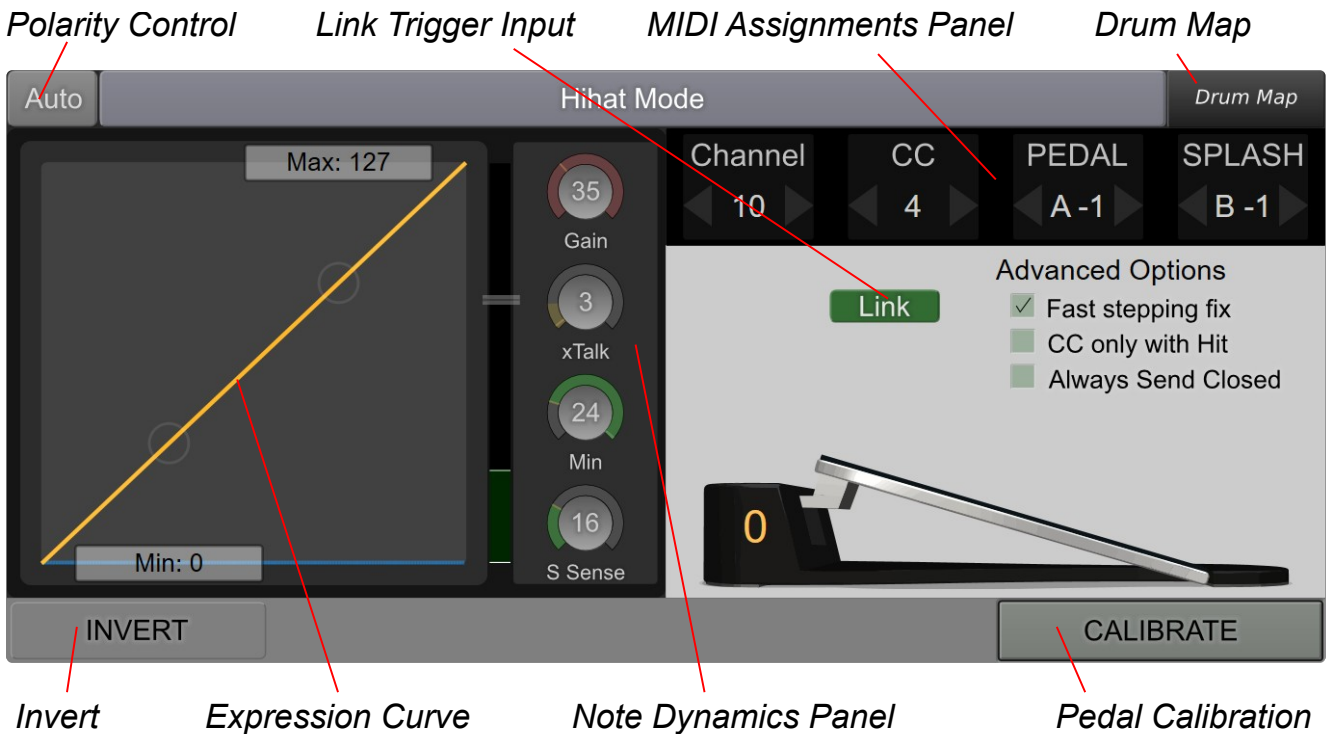 Polarity Control Link Trigger Input MIDI Assignments Panel Drum Map
Auto Hihat Mode Drum Map
Max: 127
35
Gain
3
xTalk
24
Min
16
S Sense
Min: 0
Channel CC PEDAL SPLASH
10 4 A -1 B -1
Advanced Options
Link
Fast stepping fix
CC only with Hit
Always Send Closed
0
INVERT CALIBRATE
Invert Expression Curve Note Dynamics Panel Pedal Calibration